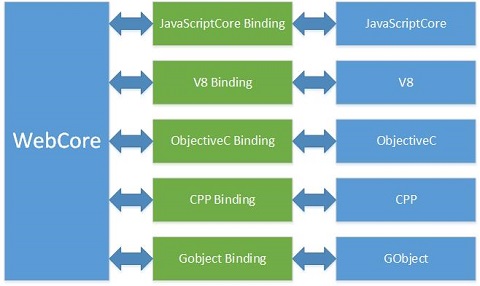 JavaScriptCore Binding JavaScriptCore
V8 Binding V8
WebCore ObjectiveC Binding ObjectiveC
CPP Binding CPP
Gobject Binding GObject